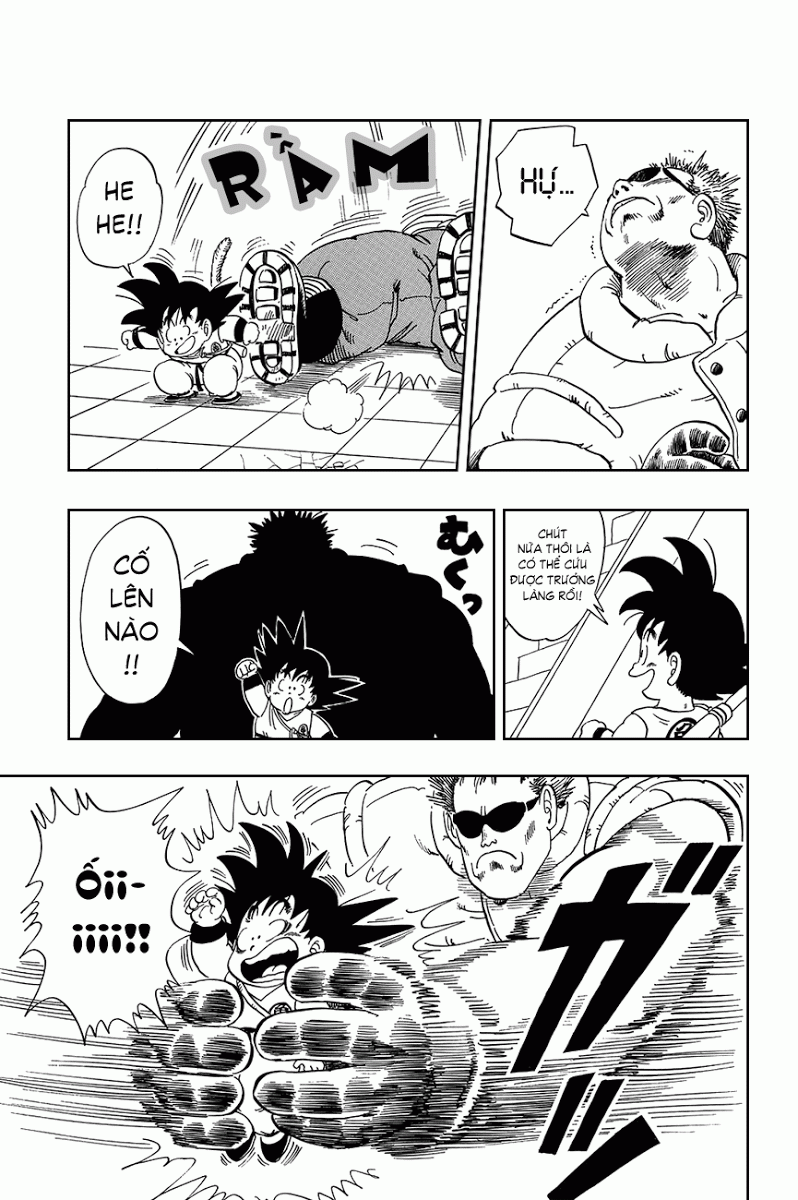 HE
HE!!
RẦM
HỰ...
CỐ
LÊN
NÀO
!!
むくっ
CHÚT
NỮA THÔI LÀ
CÓ THỂ CỨU
ĐƯỢC TRƯỞNG
LÀNG RỒI!
Ốii-
iiii!!
ガッ